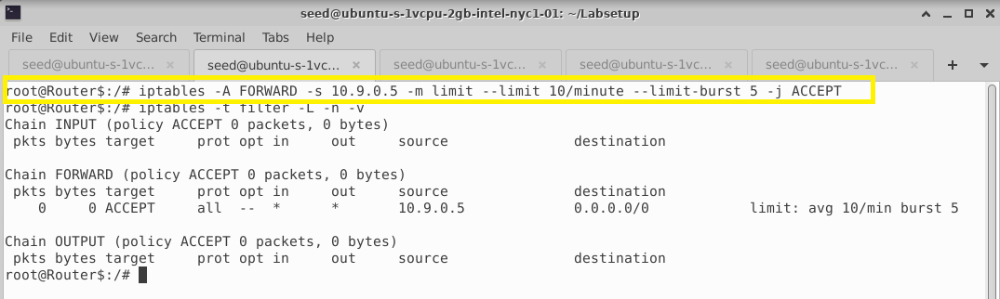 seed@ubuntu-s-1vcpu-2gb-intel-nyc1-01: ~/Labsetup
File Edit View Search Terminal Tabs Help
seed@ubuntu-s-1vc... × seed@ubuntu-s-1vc... × seed@ubuntu-s-1vc... × seed@ubuntu-s-1vc... × seed@ubuntu-s-1vc... ×
root@Router$:/# iptables -A FORWARD -s 10.9.0.5 -m limit --limit 10/minute --limit-burst 5 -j ACCEPT
root@Router$:/# iptables -t filter -L -n -v
Chain INPUT (policy ACCEPT 0 packets, 0 bytes)
 pkts bytes target     prot opt in     out     source               destination

Chain FORWARD (policy ACCEPT 0 packets, 0 bytes)
 pkts bytes target     prot opt in     out     source               destination
    0     0 ACCEPT     all  --  *      *       10.9.0.5             0.0.0.0/0            limit: avg 10/min burst 5

Chain OUTPUT (policy ACCEPT 0 packets, 0 bytes)
 pkts bytes target     prot opt in     out     source               destination
root@Router$:/#